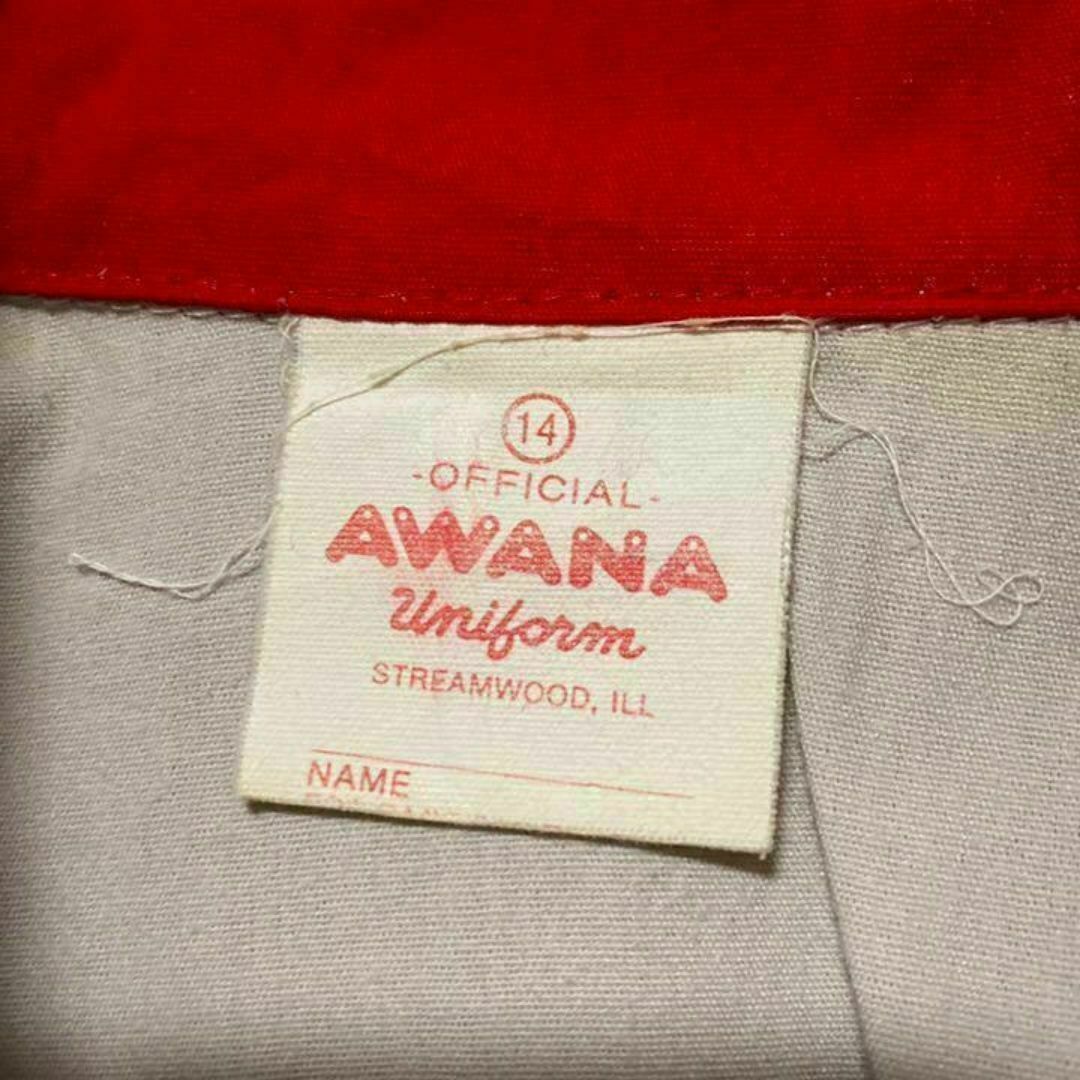 14
-OFFICIAL-
AWANA
Uniform
STREAMWOOD, ILL
NAME